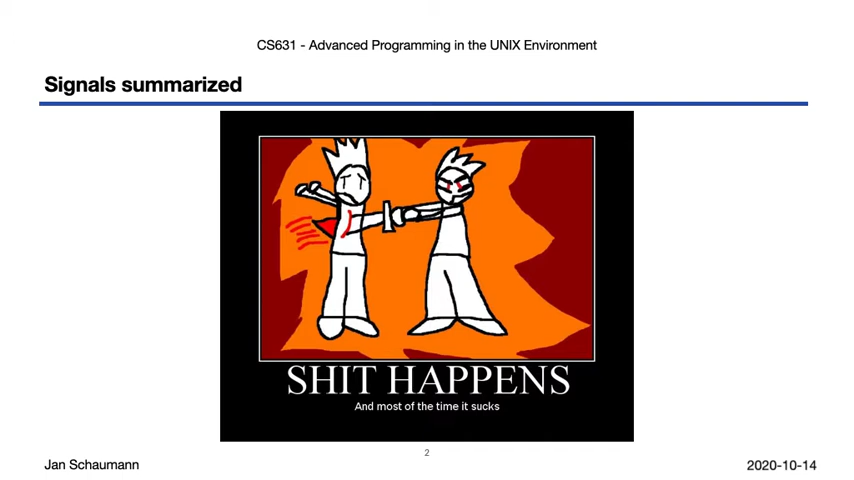 CS631 - Advanced Programming in the UNIX Environment
Signals summarized
SHIT HAPPENS
And most of the time it sucks
2
Jan Schaumann
2020-10-14